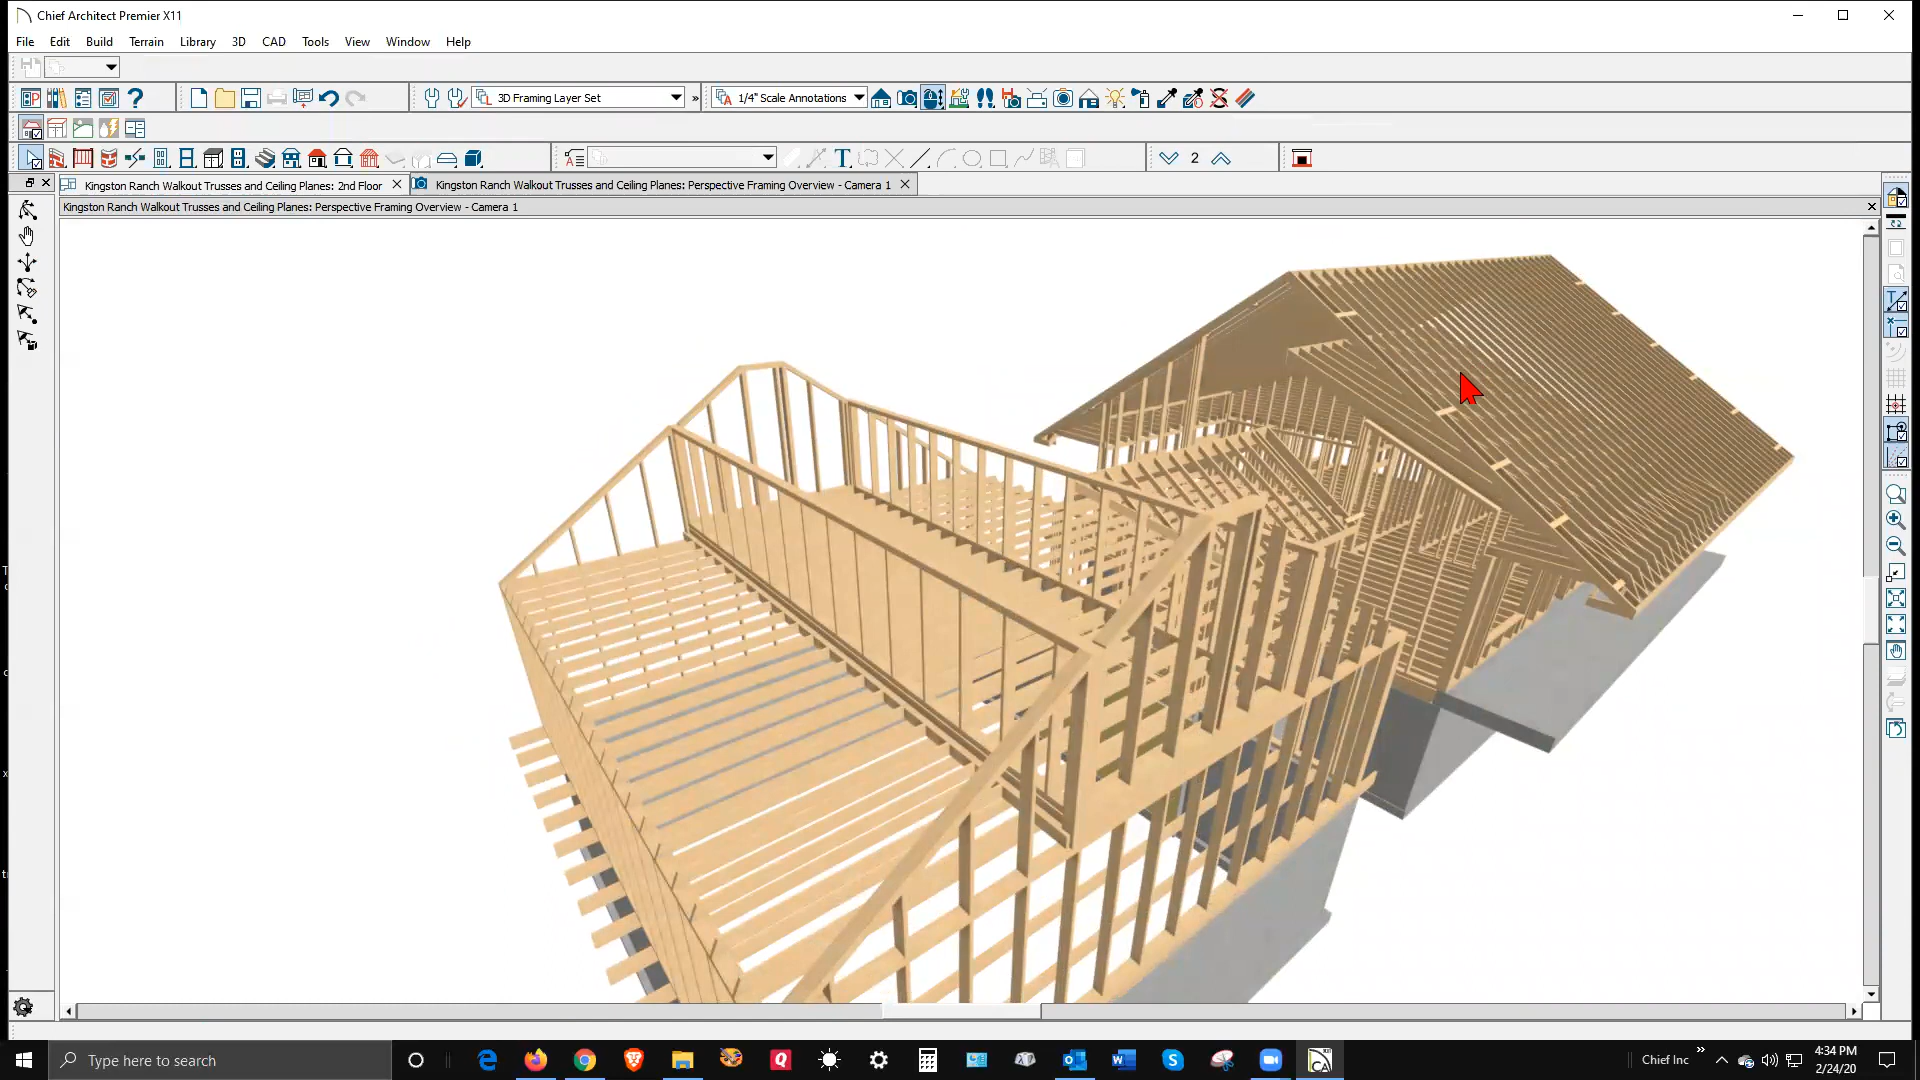 Chief Architect Premier X11
File Edit Build Terrain Library 3D CAD Tools View Window Help
3D Framing Layer Set
» 1/4" Scale Annotations
2
Kingston Ranch Walkout Trusses and Ceiling Planes: 2nd Floor
Kingston Ranch Walkout Trusses and Ceiling Planes: Perspective Framing Overview - Camera 1
Kingston Ranch Walkout Trusses and Ceiling Planes: Perspective Framing Overview - Camera 1
Type here to search
Chief Inc
»
4:34 PM
2/24/20